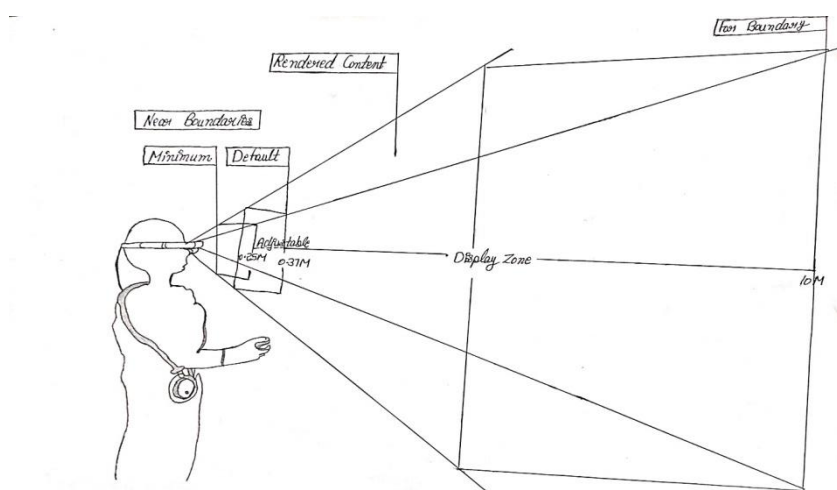 Far Boundary
Rendered Content
Near Boundaries
Minimum
Default
Adjustable
0.25M
0.37M
Display Zone
10M